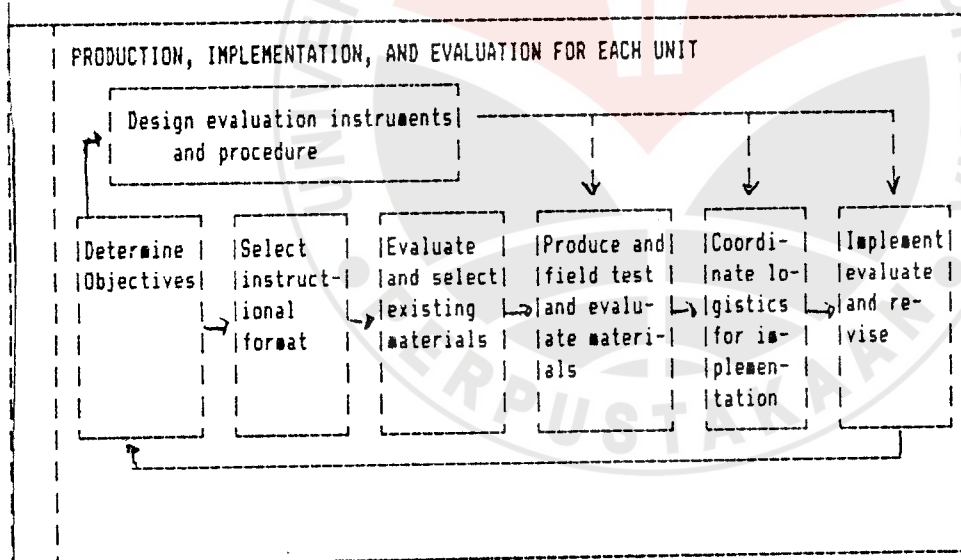 PRODUCTION, IMPLEMENTATION, AND EVALUATION FOR EACH UNIT
Design evaluation instruments
and procedure
Determine
Objectives
Select
instruct-
ional
format
Evaluate
and select
existing
materials
Produce and
field test
and evalu-
ate materi-
als
Coordi-
nate lo-
gistics
for im-
plemen-
tation
Implement
evaluate
and re-
vise
PERPUSTAKAAN